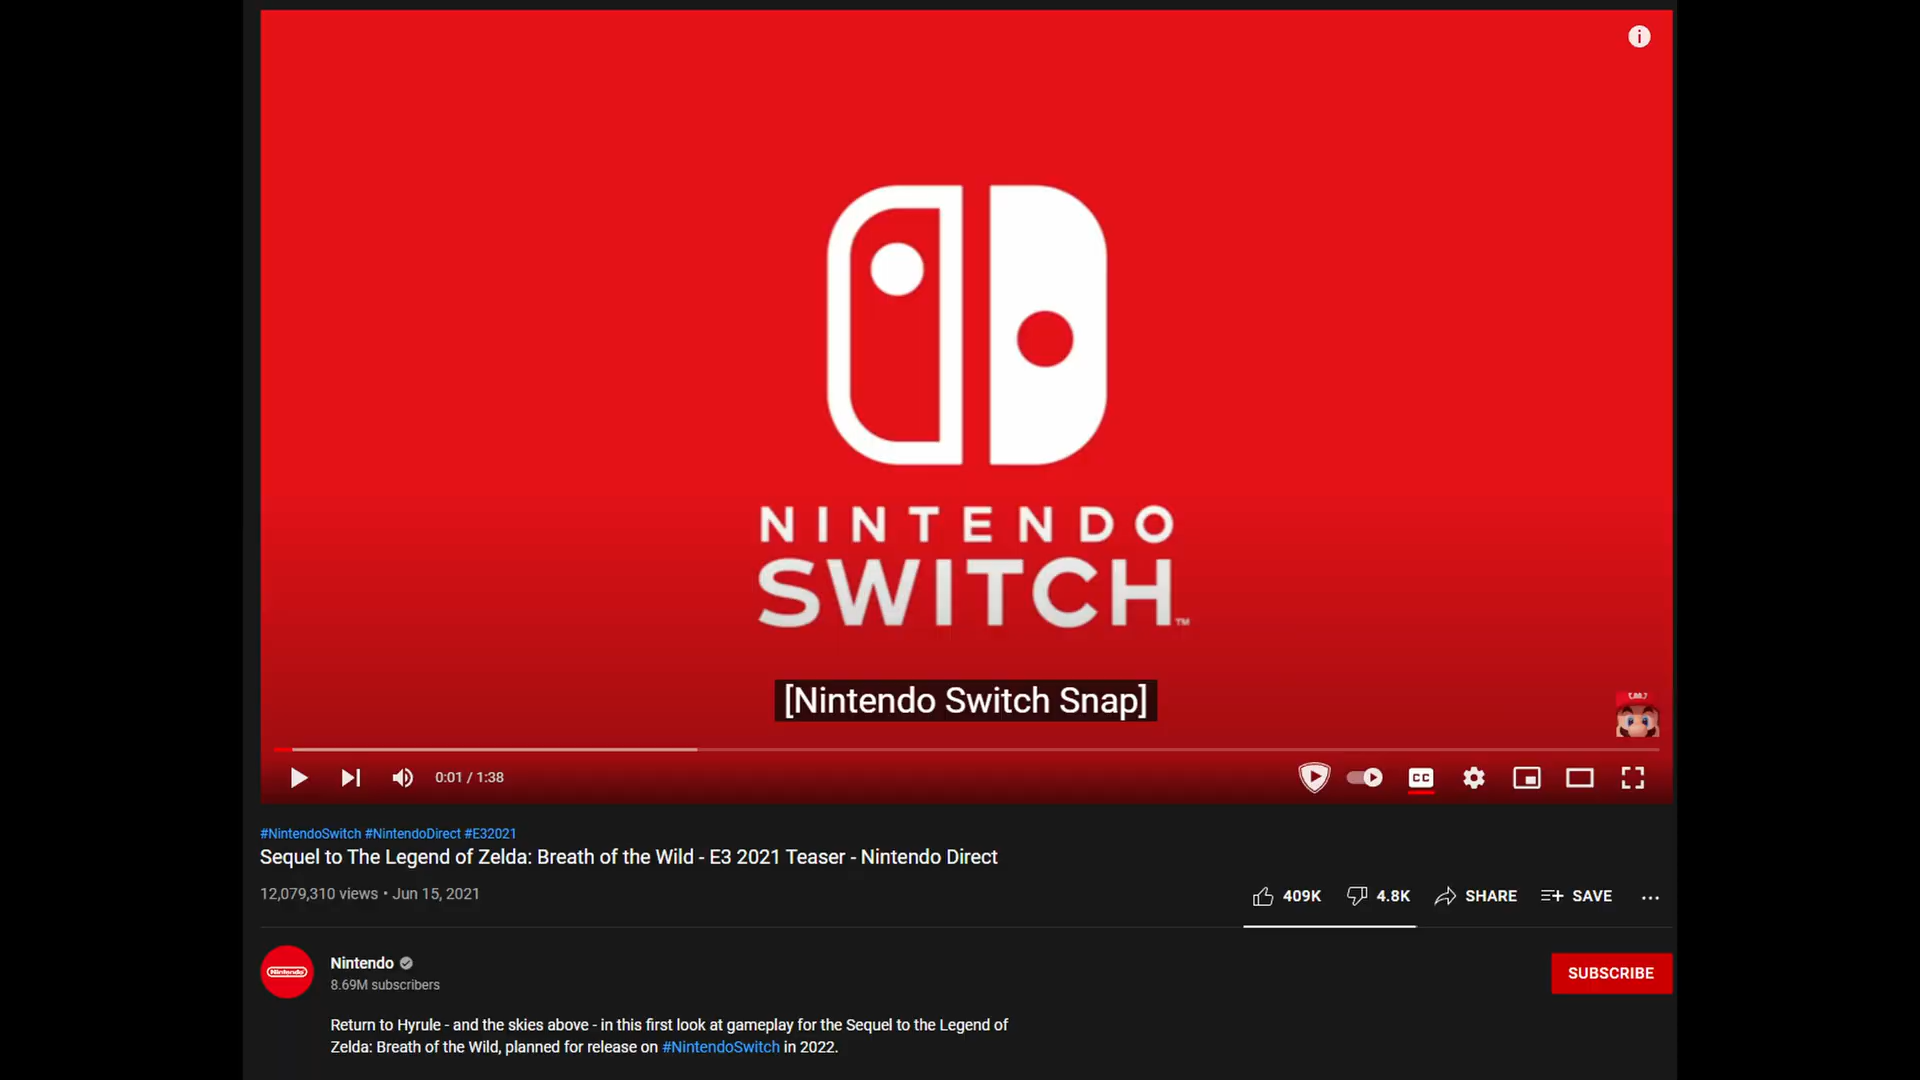 NINTENDO
SWITCH™
[Nintendo Switch Snap]
0:01 / 1:38
CC
#NintendoSwitch #NintendoDirect #E32021
Sequel to The Legend of Zelda: Breath of the Wild - E3 2021 Teaser - Nintendo Direct
12,079,310 views • Jun 15, 2021
409K
4.8K
SHARE
SAVE
Nintendo
Nintendo
8.69M subscribers
SUBSCRIBE
Return to Hyrule - and the skies above - in this first look at gameplay for the Sequel to the Legend of
Zelda: Breath of the Wild, planned for release on #NintendoSwitch in 2022.